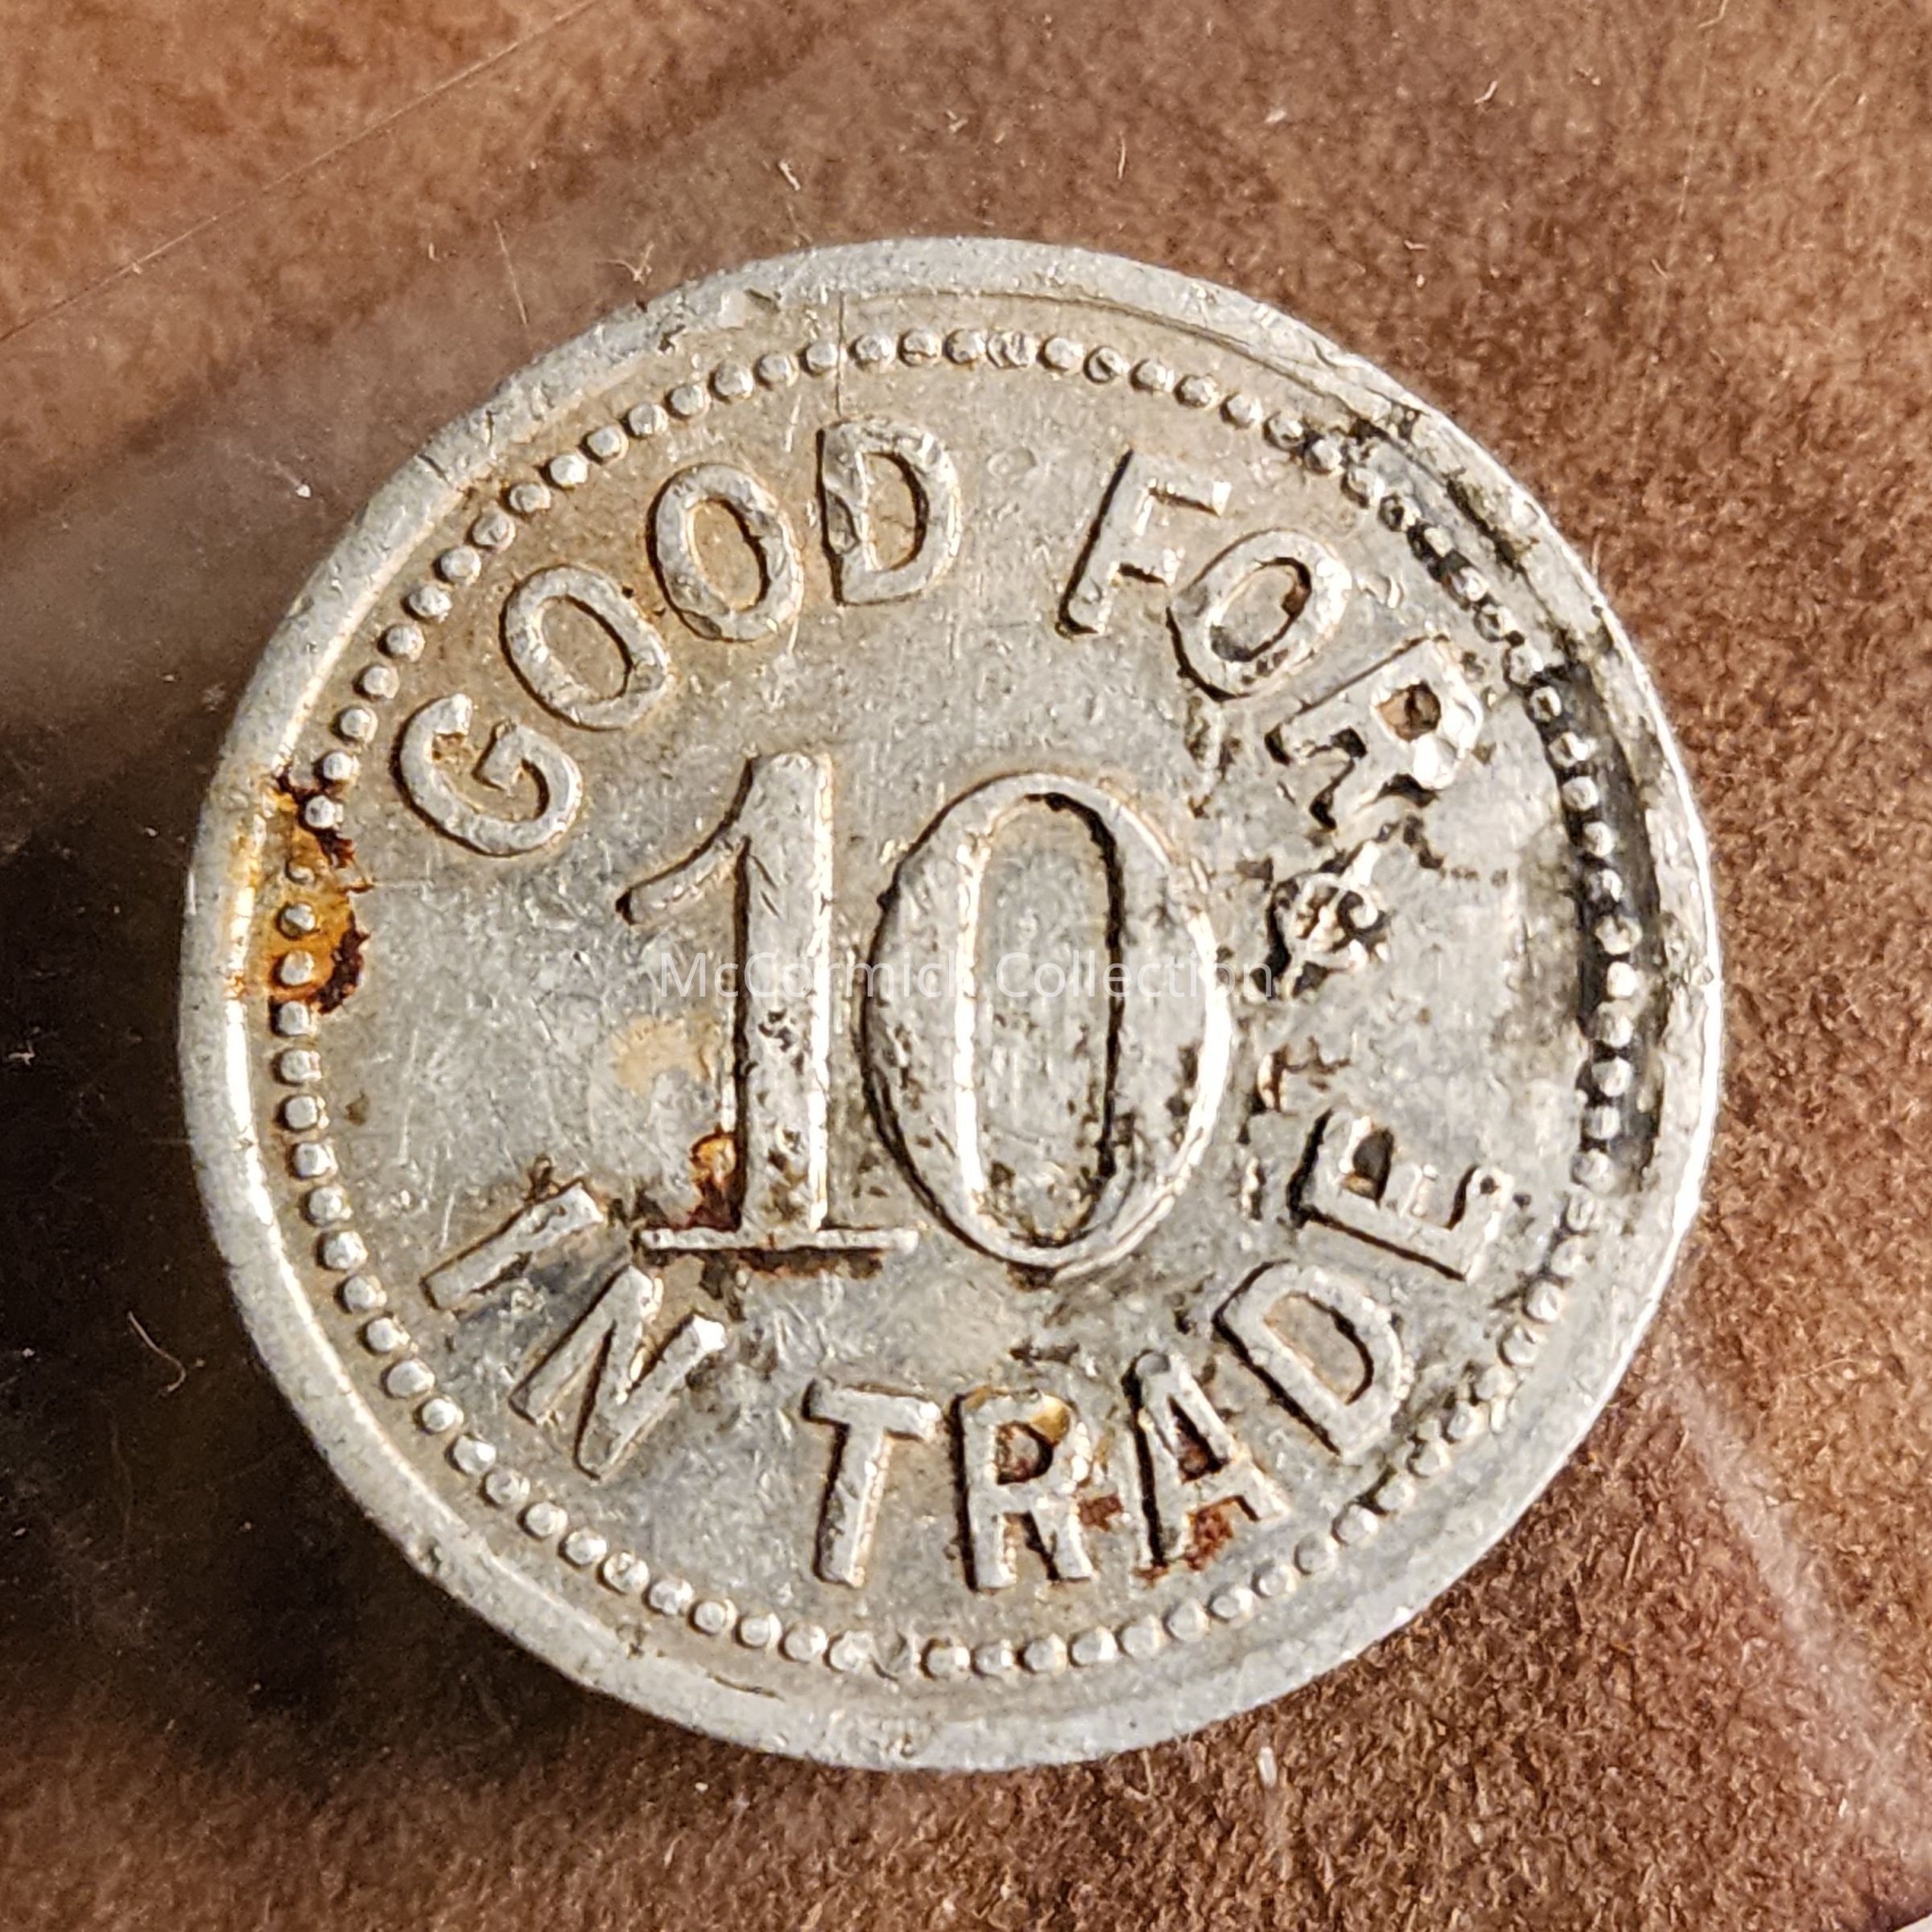 GOOD FOR
10
¢
IN TRADE
McCormick Collection